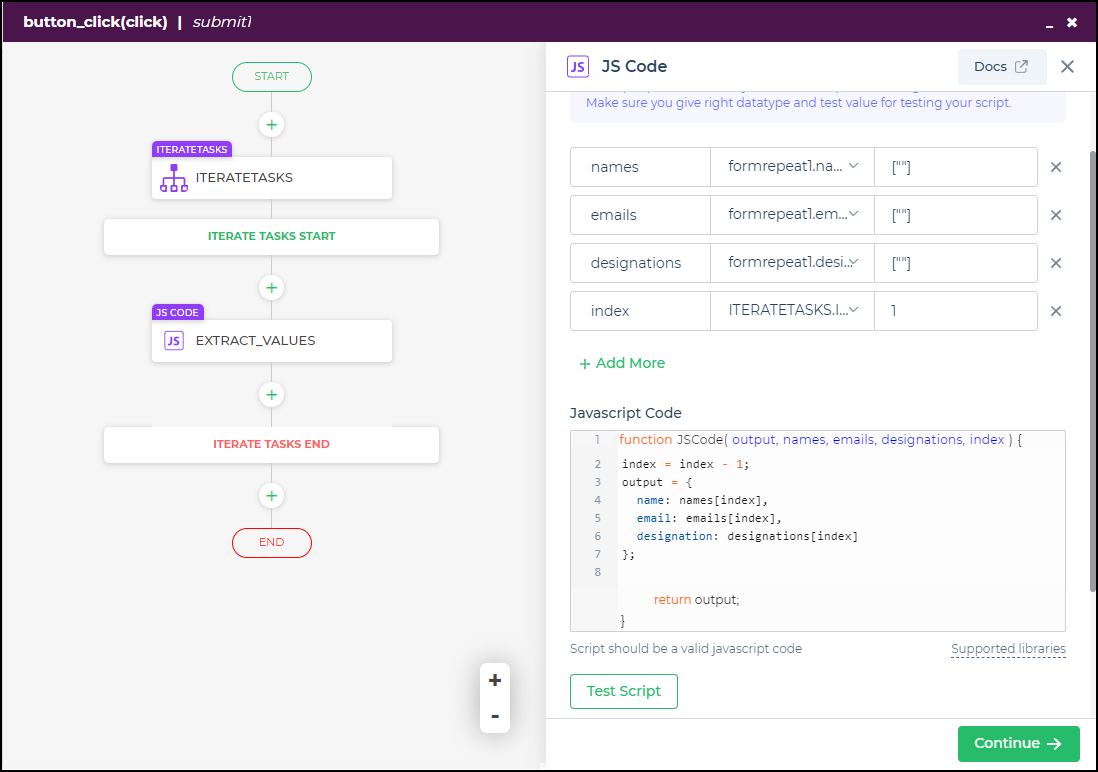 button_click(click) | submit1
START
ITERATETASKS
ITERATETASKS
ITERATE TASKS START
JS CODE
JS EXTRACT_VALUES
ITERATE TASKS END
END
+
-
JS JS Code
Docs
Make sure you give right datatype and test value for testing your script.
names formrepeat1.na... [""]
emails formrepeat1.em... [""]
designations formrepeat1.desi... [""]
index ITERATETASKS.I... 1
+ Add More
Javascript Code
1 function JSCode( output, names, emails, designations, index ) {
2 index = index - 1;
3 output = {
4 name: names[index],
5 email: emails[index],
6 designation: designations[index]
7 };
8
return output;
}
Script should be a valid javascript code
Supported libraries
Test Script
Continue →